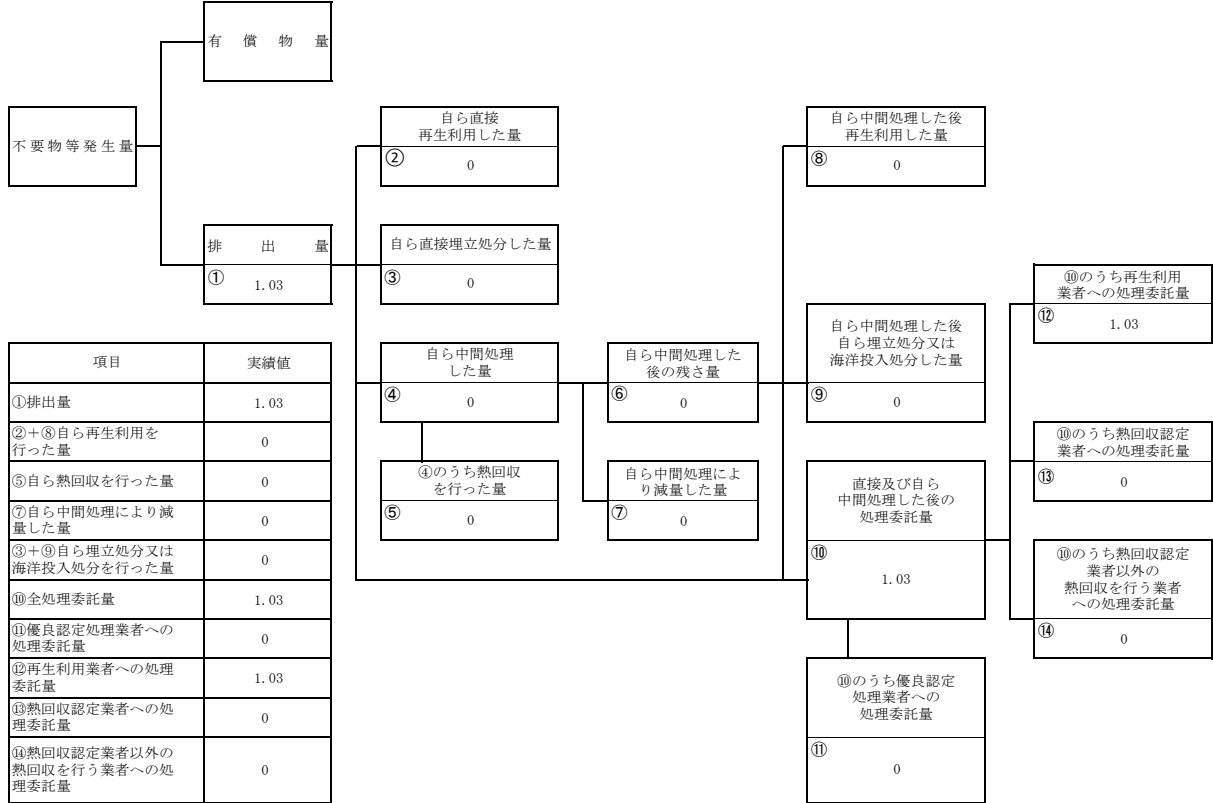 有償物量
不要物等発生量
排出量
①
1.03
自ら直接
再生利用した量
②
0
自ら直接埋立処分した量
③
0
自ら中間処理
した量
④
0
④のうち熱回収
を行った量
⑤
0
自ら中間処理した
後の残さ量
⑥
0
自ら中間処理によ
り減量した量
⑦
0
自ら中間処理した後
再生利用した量
⑧
0
自ら中間処理した後
自ら埋立処分又は
海洋投入処分した量
⑨
0
直接及び自ら
中間処理した後の
処理委託量
⑩
1.03
⑩のうち優良認定
処理業者への
処理委託量
⑪
0
⑩のうち再生利用
業者への処理委託量
⑫
1.03
⑩のうち熱回収認定
業者への処理委託量
⑬
0
⑩のうち熱回収認定
業者以外の
熱回収を行う業者
への処理委託量
⑭
0
項目 実績値
①排出量 1.03
②+⑧自ら再生利用を
行った量 0
⑤自ら熱回収を行った量 0
⑦自ら中間処理により減
量した量 0
③+⑨自ら埋立処分又は
海洋投入処分を行った量 0
⑩全処理委託量 1.03
⑪優良認定処理業者への
処理委託量 0
⑫再生利用業者への処理
委託量 1.03
⑬熱回収認定業者への処
理委託量 0
⑭熱回収認定業者以外の
熱回収を行う業者への処
理委託量 0